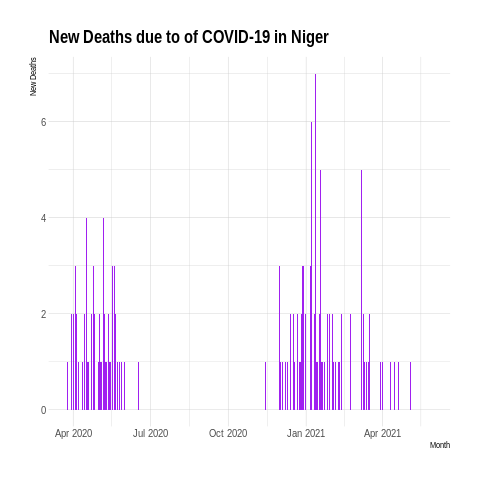 New Deaths due to of COVID-19 in Niger
New Deaths
6
4
2
0
Apr 2020 Jul 2020 Oct 2020 Jan 2021 Apr 2021
Month